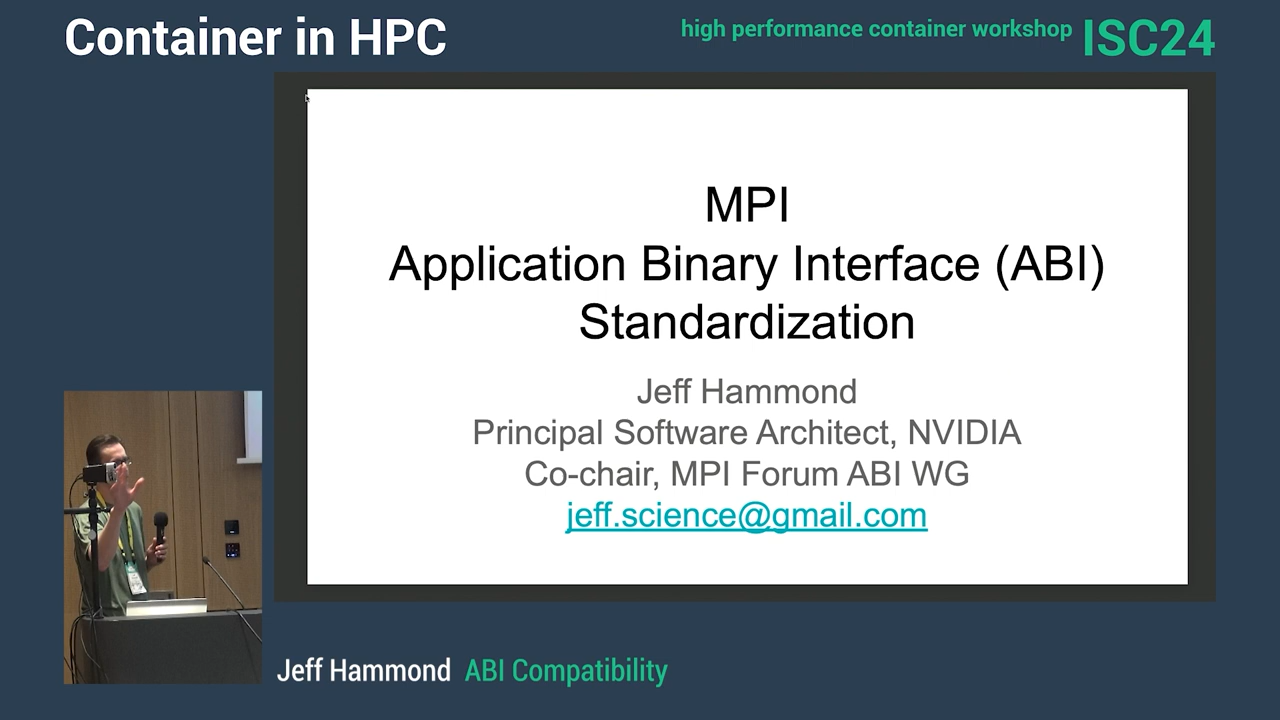 Container in HPC
high performance container workshop ISC24
MPI
Application Binary Interface (ABI)
Standardization
Jeff Hammond
Principal Software Architect, NVIDIA
Co-chair, MPI Forum ABI WG
jeff.science@gmail.com
Jeff Hammond ABI Compatibility